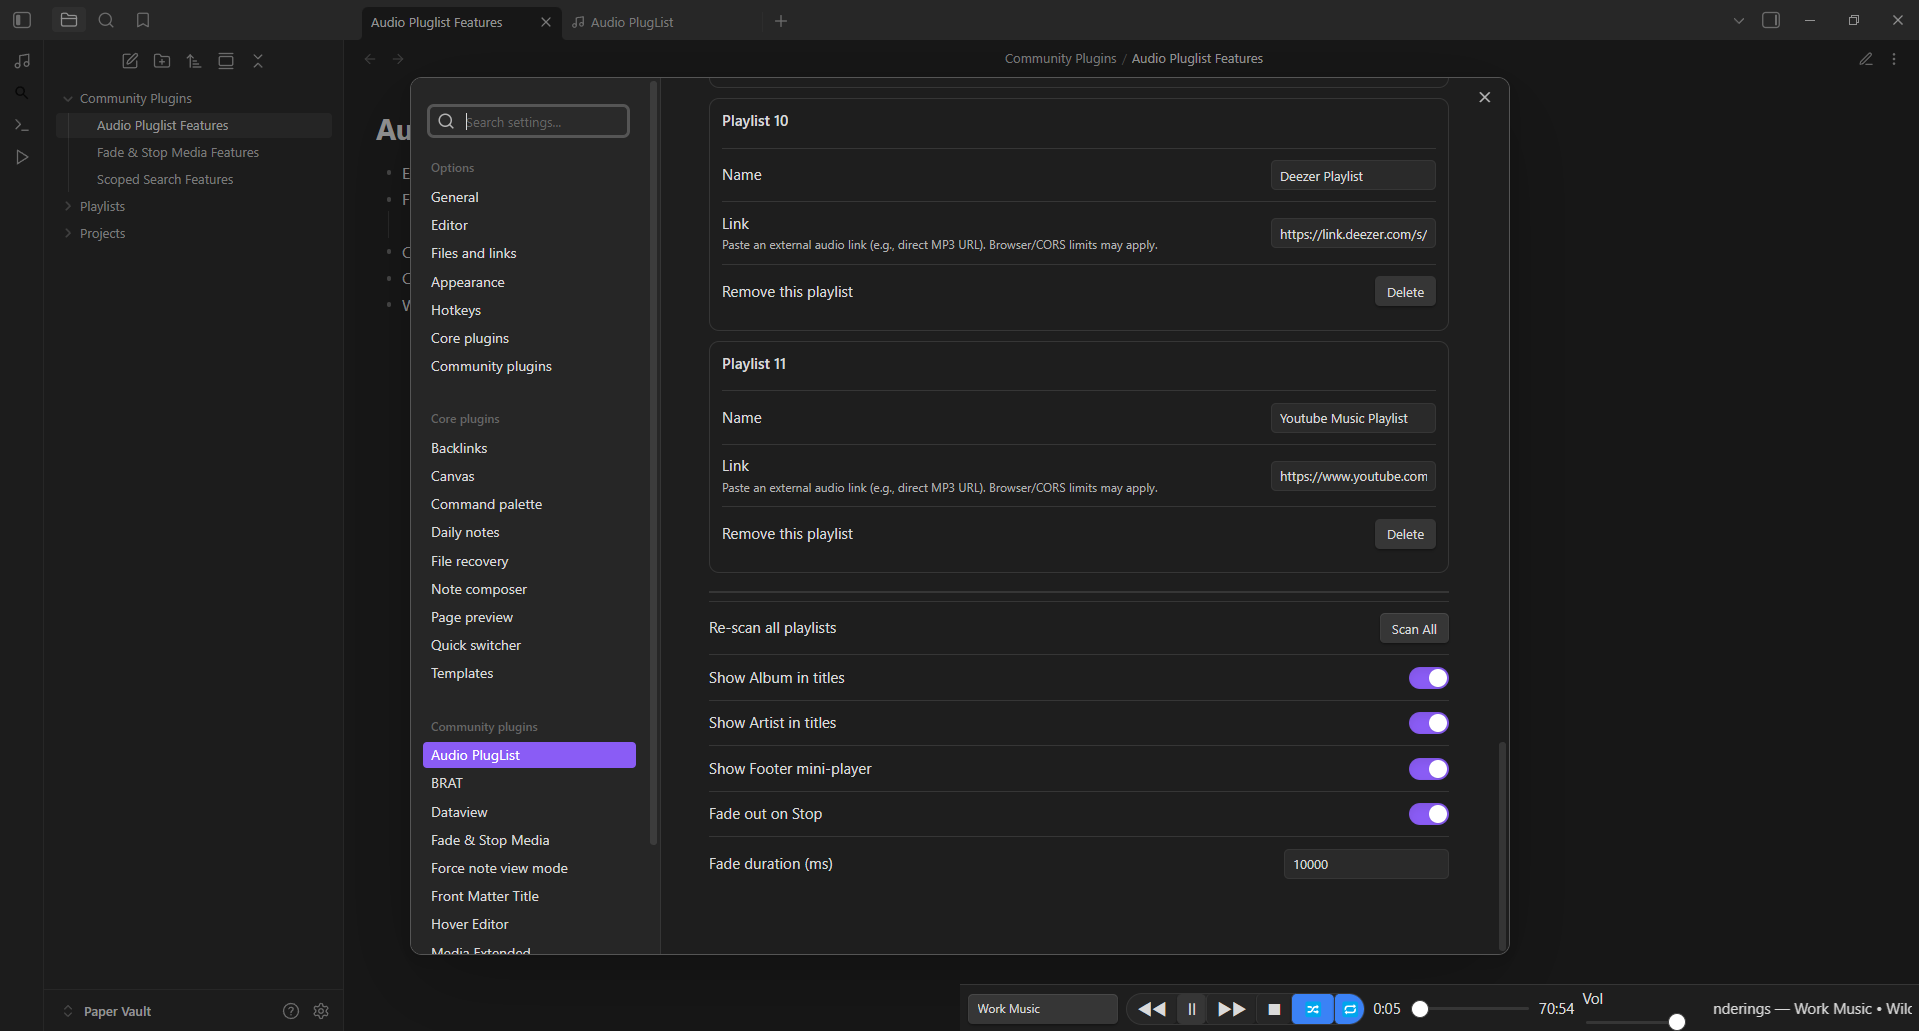 Audio Pluglist Features
Audio PlugList
Community Plugins / Audio Pluglist Features
Community Plugins
Audio Pluglist Features
Fade & Stop Media Features
Scoped Search Features
Playlists
Projects
Paper Vault
Au
E
F
C
C
Search settings...
Options
General
Editor
Files and links
Appearance
Hotkeys
Core plugins
Community plugins
Core plugins
Backlinks
Canvas
Command palette
Daily notes
File recovery
Note composer
Page preview
Quick switcher
Templates
Community plugins
Audio PlugList
BRAT
Dataview
Fade & Stop Media
Force note view mode
Front Matter Title
Hover Editor
Media Extended
Playlist 10
Name
Deezer Playlist
Link
Paste an external audio link (e.g., direct MP3 URL). Browser/CORS limits may apply.
https://link.deezer.com/s/
Remove this playlist
Delete
Playlist 11
Name
Youtube Music Playlist
Link
Paste an external audio link (e.g., direct MP3 URL). Browser/CORS limits may apply.
https://www.youtube.com
Remove this playlist
Delete
Re-scan all playlists
Scan All
Show Album in titles
Show Artist in titles
Show Footer mini-player
Fade out on Stop
Fade duration (ms)
10000
Work Music
0:05
70:54
Vol
nderings — Work Music •